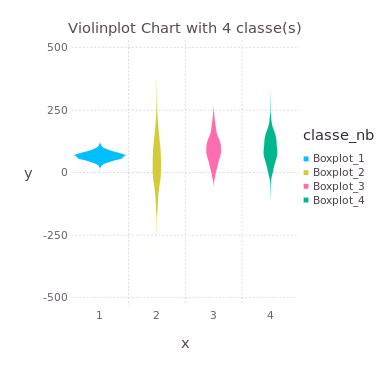 Violinplot Chart with 4 classe(s)
500
250
0
-250
-500
y
1 2 3 4
x
classe_nb
Boxplot_1
Boxplot_2
Boxplot_3
Boxplot_4